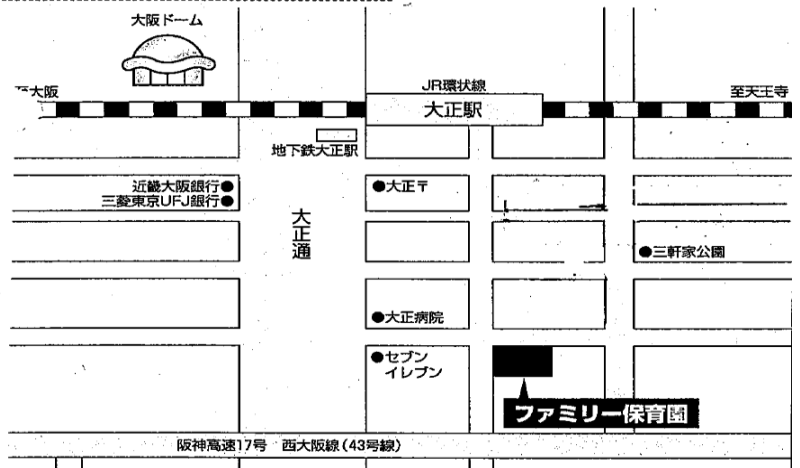 大阪ドーム
大阪
JR環状線
至天王寺
大正駅
地下鉄大正駅
近畿大阪銀行●
三菱東京UFJ銀行●
●大正〒
大正通
●三軒家公園
●大正病院
●セブン
イレブン
ファミリー保育園
阪神高速17号 西大阪線(43号線)